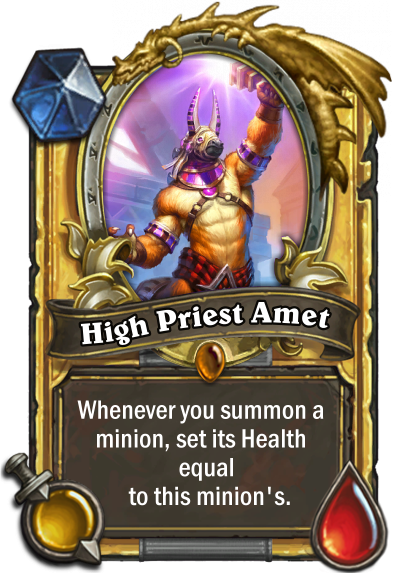 High Priest Amet
Whenever you summon a
minion, set its Health
equal
to this minion's.